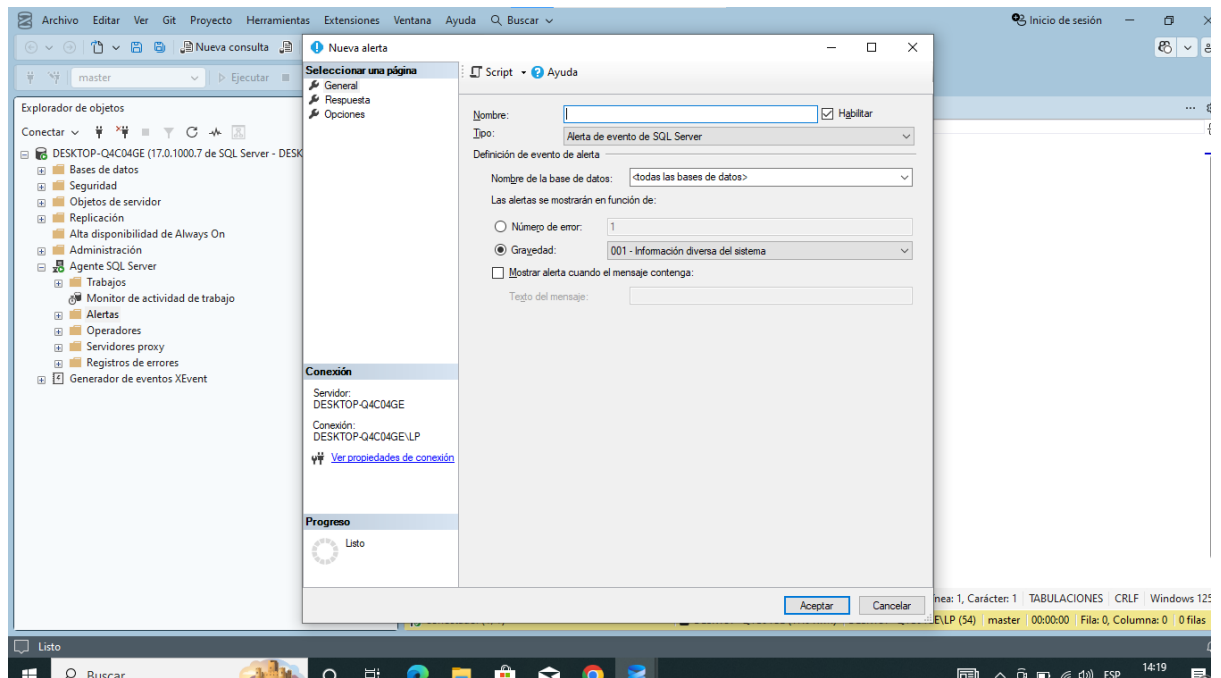 Archivo Editar Ver Git Proyecto Herramientas Extensiones Ventana Ayuda Buscar Inicio de sesión
Nueva consulta
master Ejecutar
Explorador de objetos
Conectar
DESKTOP-Q4C04GE (17.0.1000.7 de SQL Server - DESK
Bases de datos
Seguridad
Objetos de servidor
Replicación
Alta disponibilidad de Always On
Administración
Agente SQL Server
Trabajos
Monitor de actividad de trabajo
Alertas
Operadores
Servidores proxy
Registros de errores
Generador de eventos XEvent
Nueva alerta
Seleccionar una página
General
Respuesta
Opciones
Script Ayuda
Nombre: Habilitar
Tipo: Alerta de evento de SQL Server
Definición de evento de alerta
Nombre de la base de datos: <todas las bases de datos>
Las alertas se mostrarán en función de:
Número de error: 1
Gravedad: 001 - Información diversa del sistema
Mostrar alerta cuando el mensaje contenga:
Texto del mensaje:
Conexión
Servidor:
DESKTOP-Q4C04GE
Conexión:
DESKTOP-Q4C04GE\LP
Ver propiedades de conexión
Progreso
Listo
Aceptar Cancelar
nea: 1, Carácter: 1 TABULACIONES CRLF Windows 125
E\LP (54) master 00:00:00 Fila: 0, Columna: 0 0 filas
Listo
Buscar ESP 14:19